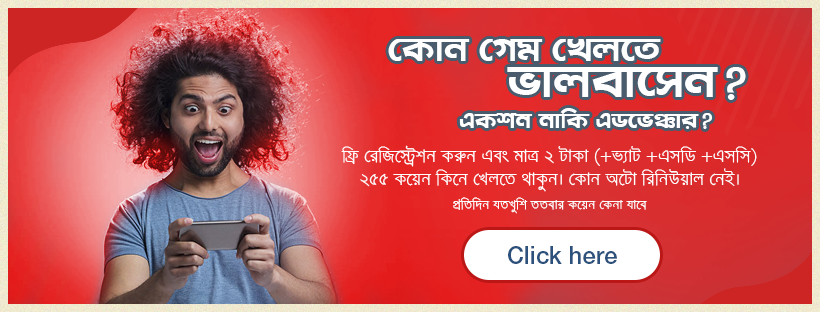 কোন গেম খেলতে
ভালবাসেন?
একশন নাকি এডভেঞ্চার?
ফ্রি রেজিস্ট্রেশন করুন এবং মাত্র ২ টাকা (+ভ্যাট +এসডি +এসসি)
২৫৫ কয়েন কিনে খেলতে থাকুন। কোন অটো রিনিউয়াল নেই।
প্রতিদিন যতখুশি ততবার কয়েন কেনা যাবে
Click here